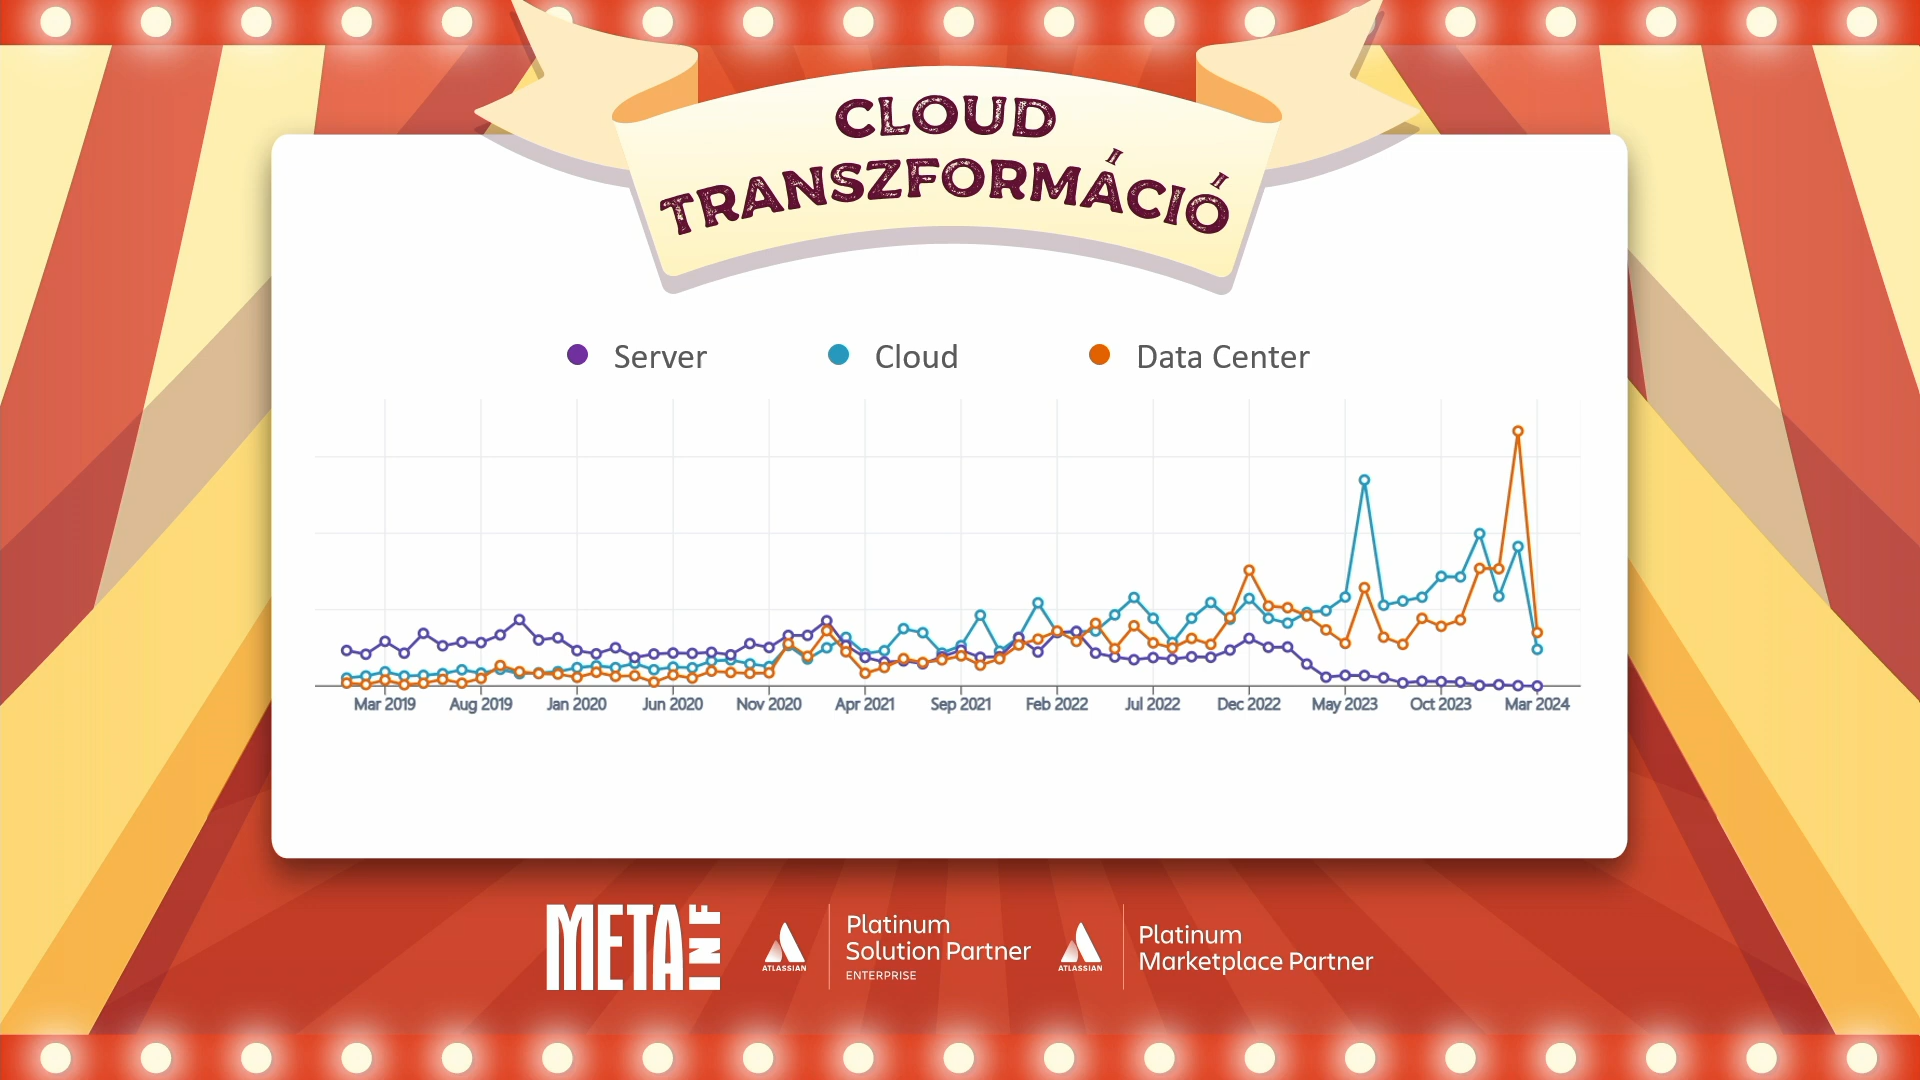 CLOUD
TRANSZFORMÁCIÓ
Server
Cloud
Data Center
Mar 2019
Aug 2019
Jan 2020
Jun 2020
Nov 2020
Apr 2021
Sep 2021
Feb 2022
Jul 2022
Dec 2022
May 2023
Oct 2023
Mar 2024
META
INF
ATLASSIAN
Platinum
Solution Partner
ENTERPRISE
ATLASSIAN
Platinum
Marketplace Partner